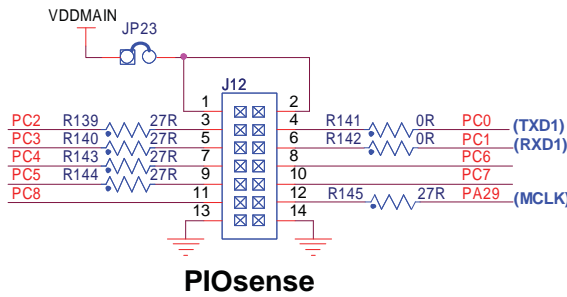 VDDMAIN
JP23
J12
1 2
PC2 R139 27R 3 4 R141 0R PC0 (TXD1)
PC3 R140 27R 5 6 R142 0R PC1 (RXD1)
PC4 R143 27R 7 8 PC6
PC5 R144 27R 9 10 PC7
PC8 11 12 R145 27R PA29 (MCLK)
13 14
PIOsense